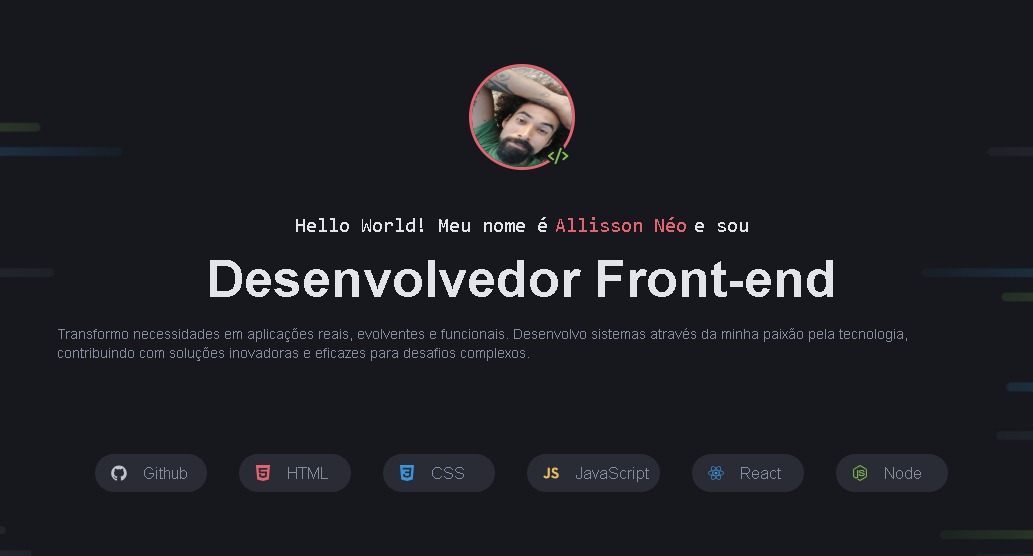 </>
Hello World! Meu nome é Allisson Néo e sou
Desenvolvedor Front-end
Transformo necessidades em aplicações reais, evolventes e funcionais. Desenvolvo sistemas através da minha paixão pela tecnologia,
contribuindo com soluções inovadoras e eficazes para desafios complexos.
Github HTML CSS JS JavaScript React Node